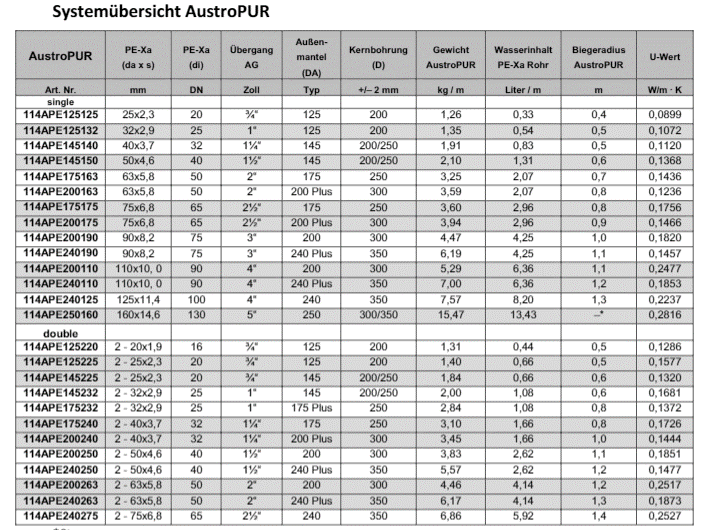 Systemübersicht AustroPUR
AustroPUR PE-Xa (da x s) PE-Xa (di) Übergang AG Außen-mantel (DA) Kernbohrung (D) Gewicht AustroPUR Wasserinhalt PE-Xa Rohr Biegeradius AustroPUR U-Wert
Art. Nr. mm DN Zoll Typ +/– 2 mm kg / m Liter / m m W/m · K
single
114APE125125 25x2,3 20 ¾" 125 200 1,26 0,33 0,4 0,0899
114APE125132 32x2,9 25 1" 125 200 1,35 0,54 0,5 0,1072
114APE145140 40x3,7 32 1¼" 145 200/250 1,91 0,83 0,5 0,1120
114APE145150 50x4,6 40 1½" 145 200/250 2,10 1,31 0,6 0,1368
114APE175163 63x5,8 50 2" 175 250 3,25 2,07 0,7 0,1436
114APE200163 63x5,8 50 2" 200 Plus 300 3,59 2,07 0,8 0,1236
114APE175175 75x6,8 65 2½" 175 250 3,60 2,96 0,8 0,1756
114APE200175 75x6,8 65 2½" 200 Plus 300 3,94 2,96 0,9 0,1466
114APE200190 90x8,2 75 3" 200 300 4,47 4,25 1,0 0,1820
114APE240190 90x8,2 75 3" 240 Plus 350 6,19 4,25 1,1 0,1457
114APE200110 110x10, 0 90 4" 200 300 5,29 6,36 1,1 0,2477
114APE240110 110x10, 0 90 4" 240 Plus 350 7,00 6,36 1,2 0,1853
114APE240125 125x11,4 100 4" 240 350 7,57 8,20 1,3 0,2237
114APE250160 160x14,6 130 5" 250 300/350 15,47 13,43 –* 0,2816
double
114APE125220 2 - 20x1,9 16 ¾" 125 200 1,31 0,44 0,5 0,1286
114APE125225 2 - 25x2,3 20 ¾" 125 200 1,40 0,66 0,5 0,1577
114APE145225 2 - 25x2,3 20 ¾" 145 200/250 1,84 0,66 0,6 0,1320
114APE145232 2 - 32x2,9 25 1" 145 200/250 2,00 1,08 0,6 0,1681
114APE175232 2 - 32x2,9 25 1" 175 Plus 250 2,84 1,08 0,8 0,1372
114APE175240 2 - 40x3,7 32 1¼" 175 250 3,10 1,66 0,8 0,1726
114APE200240 2 - 40x3,7 32 1¼" 200 Plus 300 3,45 1,66 1,0 0,1444
114APE200250 2 - 50x4,6 40 1½" 200 300 3,83 2,62 1,1 0,1851
114APE240250 2 - 50x4,6 40 1½" 240 Plus 350 5,57 2,62 1,2 0,1477
114APE200263 2 - 63x5,8 50 2" 200 300 4,46 4,14 1,2 0,2517
114APE240263 2 - 63x5,8 50 2" 240 Plus 350 6,17 4,14 1,3 0,1873
114APE240275 2 - 75x6,8 65 2½" 240 350 6,86 5,92 1,4 0,2527